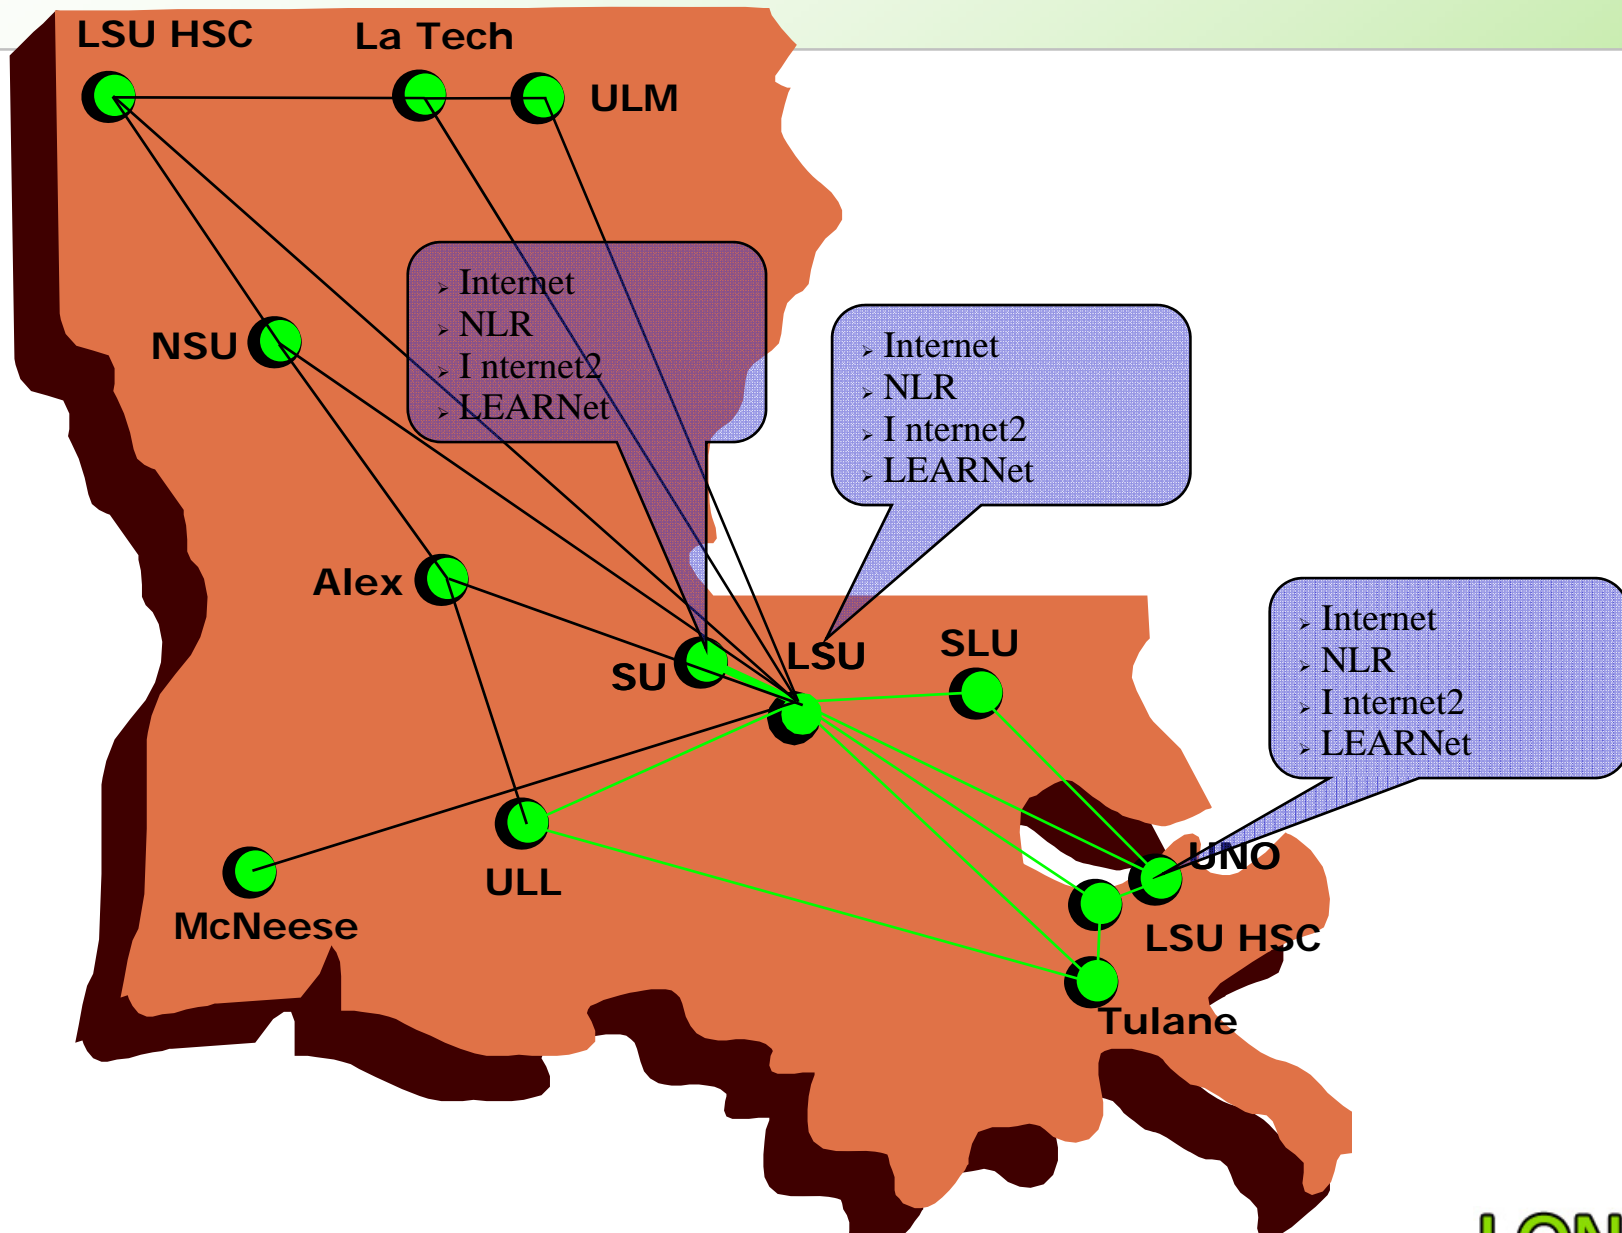 LSU HSC
La Tech
ULM
Internet
NLR
I nternet2
LEARNet
NSU
Internet
NLR
I nternet2
LEARNet
Alex
SU
LSU
SLU
Internet
NLR
I nternet2
LEARNet
UNO
ULL
McNeese
LSU HSC
Tulane